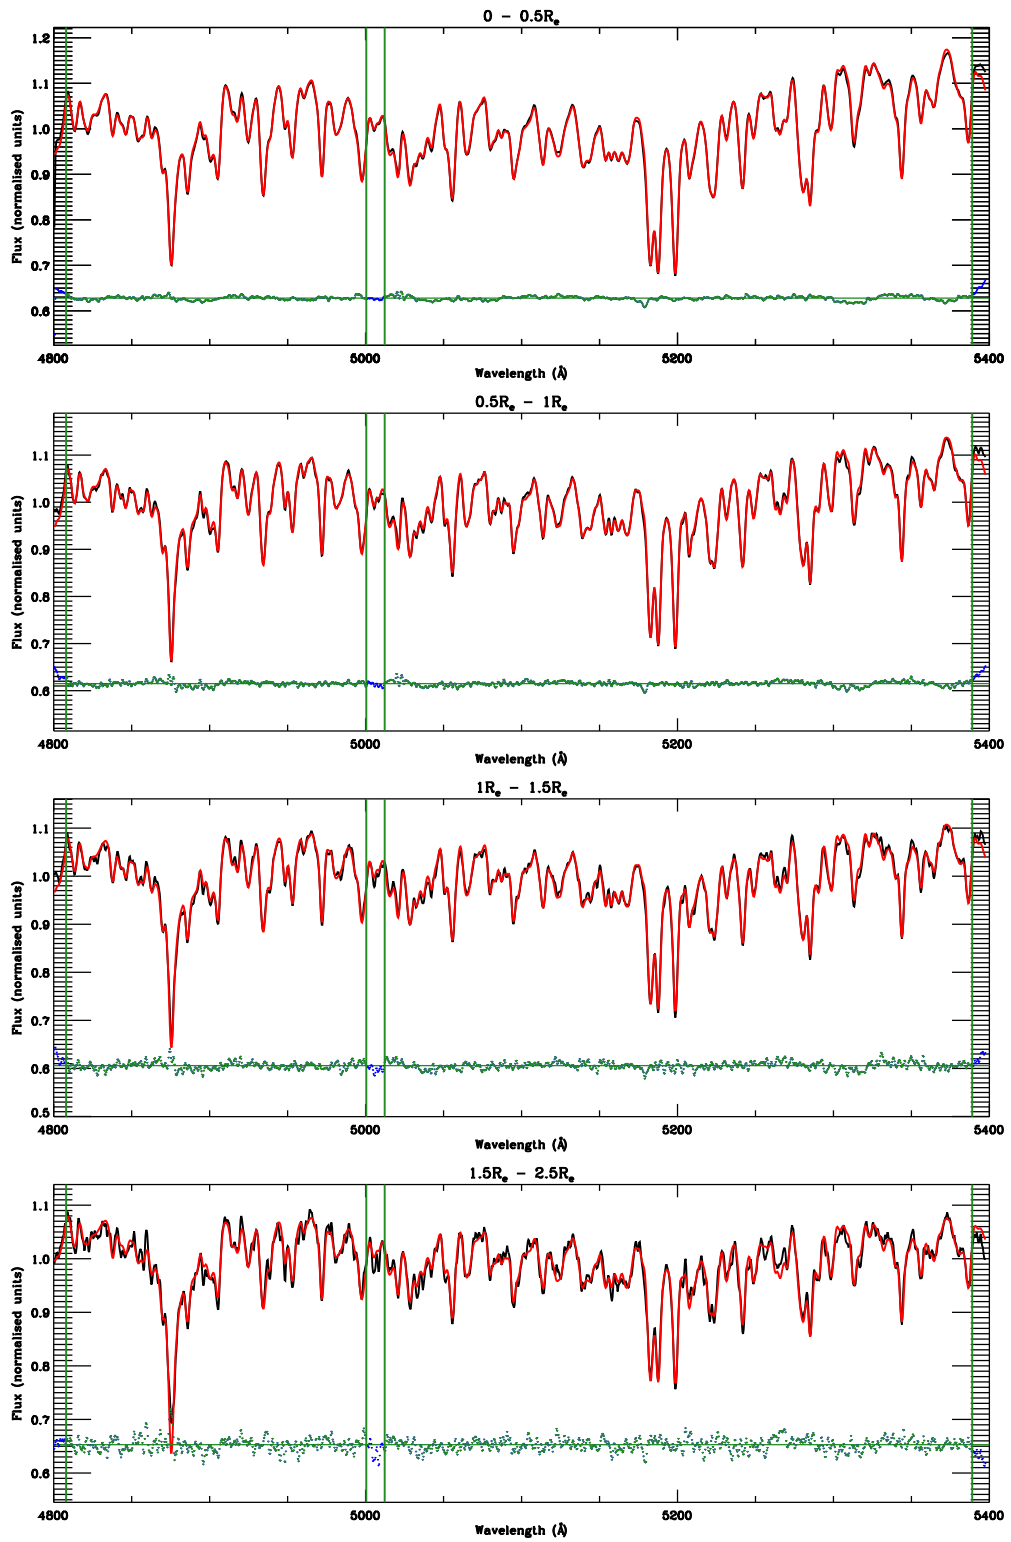 0 – 0.5Rₑ
1.2
1.1
1.0
0.9
0.8
0.7
0.6
Flux (normalised units)
4800 5000 5200 5400
Wavelength (Å)
0.5Rₑ – 1Rₑ
1.1
1.0
0.9
0.8
0.7
0.6
Flux (normalised units)
4800 5000 5200 5400
Wavelength (Å)
1Rₑ – 1.5Rₑ
1.1
1.0
0.9
0.8
0.7
0.6
0.5
Flux (normalised units)
4800 5000 5200 5400
Wavelength (Å)
1.5Rₑ – 2.5Rₑ
1.1
1.0
0.9
0.8
0.7
0.6
Flux (normalised units)
4800 5000 5200 5400
Wavelength (Å)